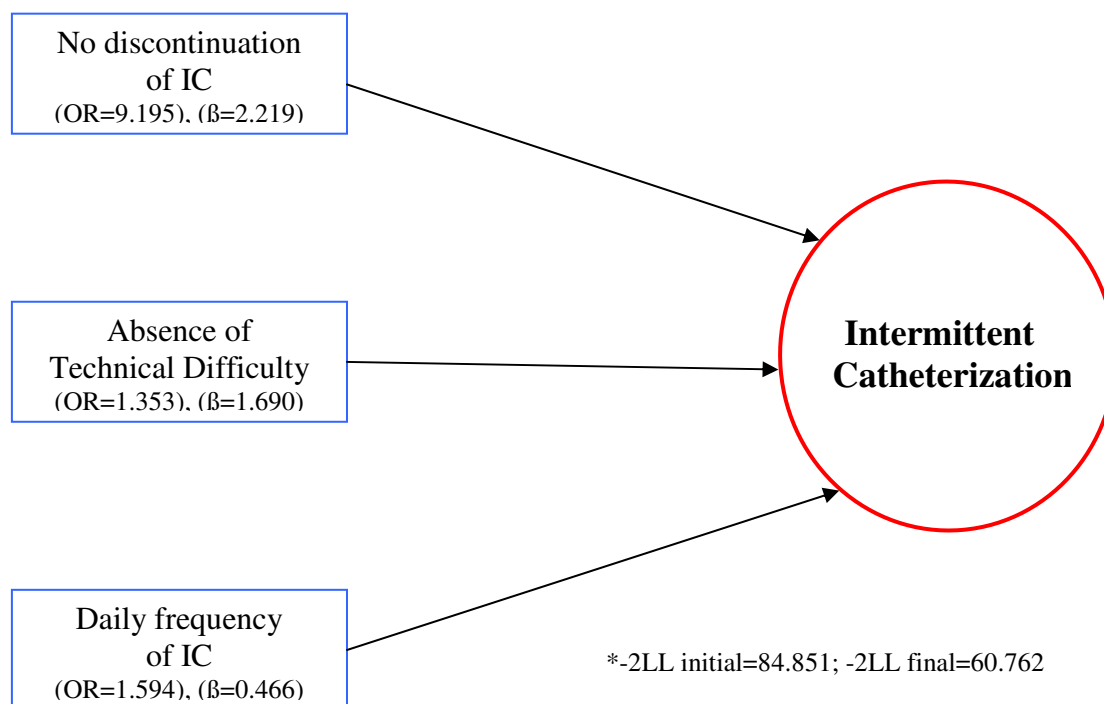 No discontinuation
of IC
(OR=9.195), (ß=2.219)
Absence of
Technical Difficulty
(OR=1.353), (ß=1.690)
Intermittent
Catheterization
Daily frequency
of IC
(OR=1.594), (ß=0.466)
*-2LL initial=84.851; -2LL final=60.762